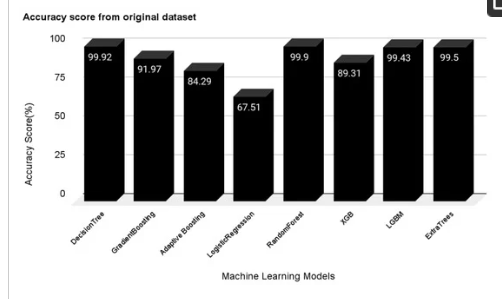 Accuracy score from original dataset
Accuracy Score(%)
100
75
50
25
0
99.92
91.97
84.29
67.51
99.9
89.31
99.43
99.5
DecisionTree
GradientBoosting
Adaptive Boosting
LogisticRegression
RandomForest
XGB
LGBM
ExtraTrees
Machine Learning Models